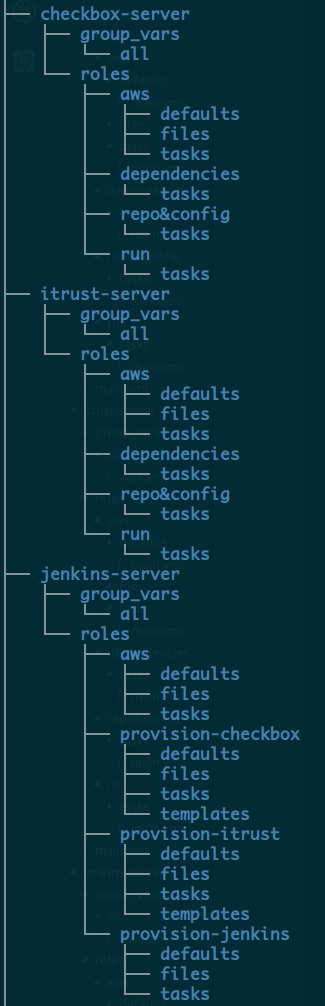 checkbox-server
group_vars
all
roles
aws
defaults
files
tasks
dependencies
tasks
repo&config
tasks
run
tasks
itrust-server
group_vars
all
roles
aws
defaults
files
tasks
dependencies
tasks
repo&config
tasks
run
tasks
jenkins-server
group_vars
all
roles
aws
defaults
files
tasks
provision-checkbox
defaults
files
tasks
templates
provision-itrust
defaults
files
tasks
templates
provision-jenkins
defaults
files
tasks